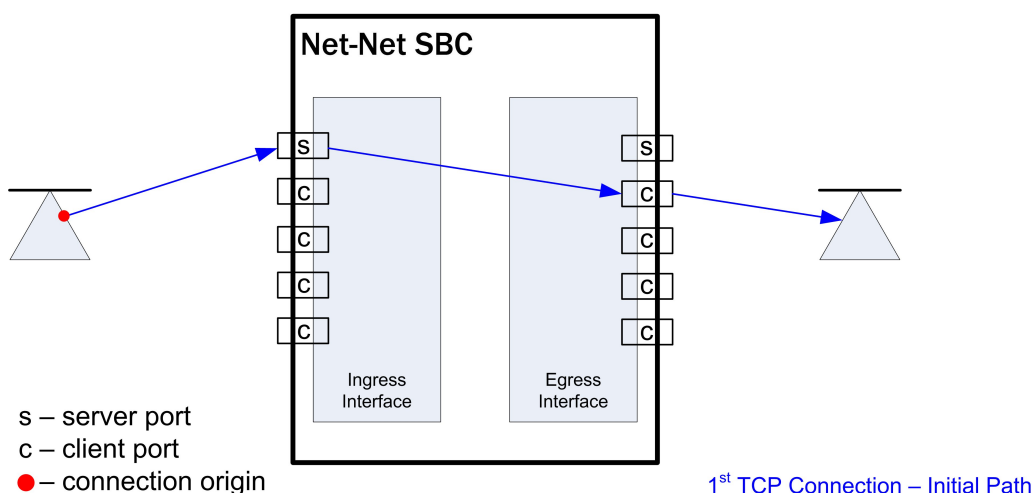 Net-Net SBC
s
s
c
c
c
c
c
c
c
c
Ingress
Interface
Egress
Interface
s – server port
c – client port
– connection origin
1st TCP Connection – Initial Path